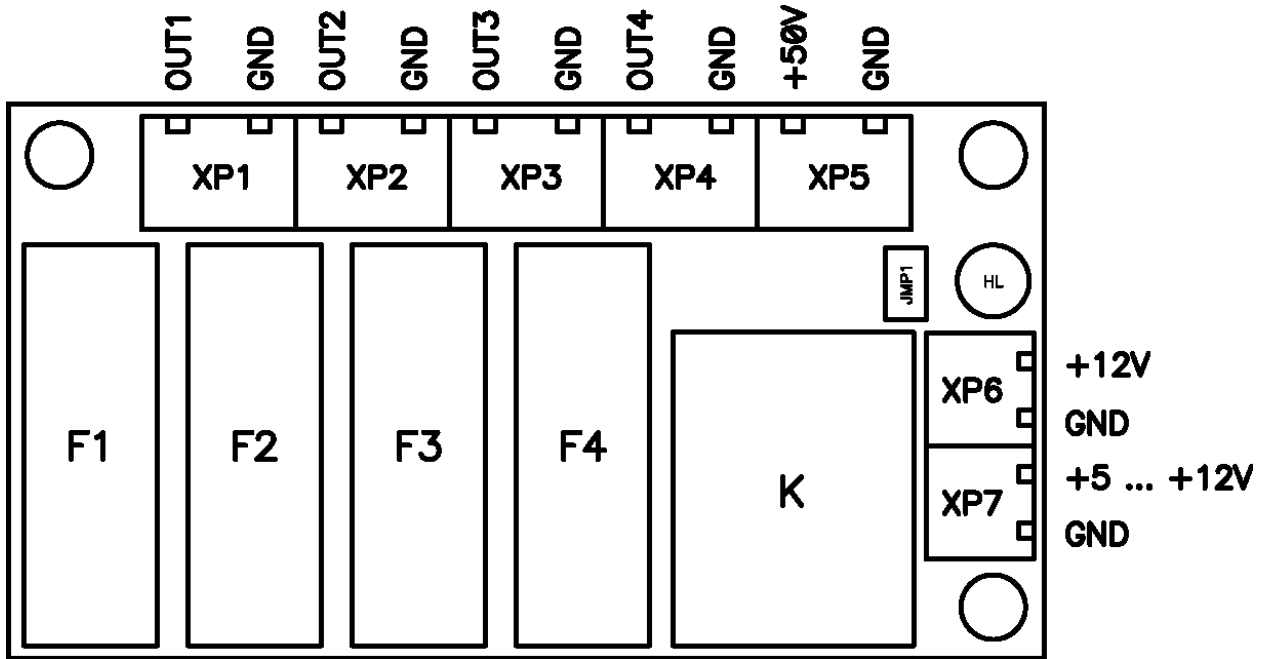 OUT1 GND OUT2 GND OUT3 GND OUT4 GND +50V GND
XP1 XP2 XP3 XP4 XP5
JMP1 HL
XP6 +12V
GND
F1 F2 F3 F4 K
XP7 +5 ... +12V
GND